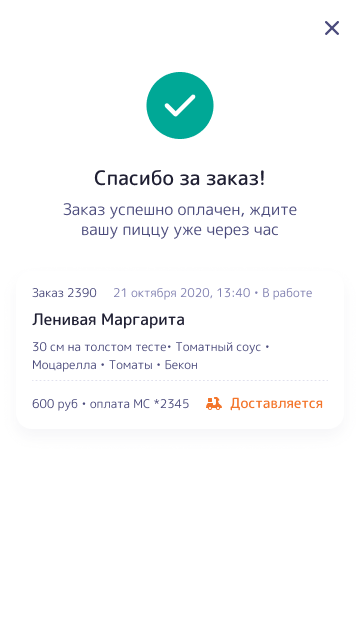 Спасибо за заказ!
Заказ успешно оплачен, ждите
вашу пиццу уже через час
Заказ 2390 21 октября 2020, 13:40 • В работе
Ленивая Маргарита
30 см на толстом тесте• Томатный соус •
Моцарелла • Томаты • Бекон
600 руб • оплата МС *2345 Доставляется